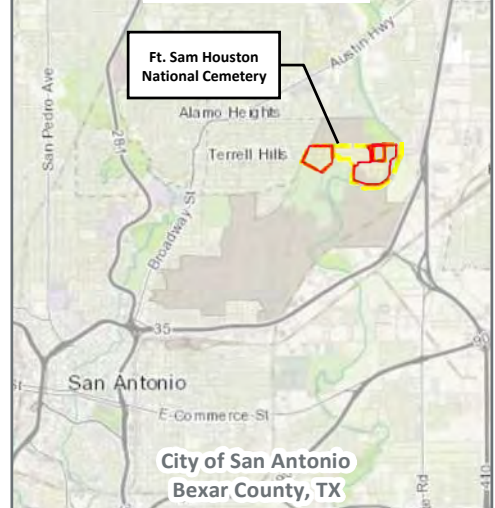 Ft. Sam Houston
National Cemetery
Austin Hwy
San Pedro Ave
Alamo Heights
281
Terrell Hills
Broadway St
35
90
San Antonio
E Commerce St
City of San Antonio
Bexar County, TX
410